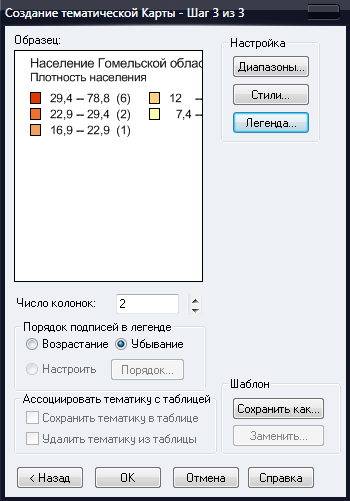 Создание тематической Карты - Шаг 3 из 3
Образец:
Население Гомельской облас
Плотность населения
29,4 – 78,8 (6)
12 –
22,9 – 29,4 (2)
7,4 –
16,9 – 22,9 (1)
Настройка
Диапазоны...
Стили...
Легенда...
Число колонок: 2
Порядок подписей в легенде
Возрастание Убывание
Настроить Порядок...
Ассоциировать тематику с таблицей
Сохранить тематику в таблице
Удалить тематику из таблицы
Шаблон
Сохранить как...
Заменить...
< Назад OK Отмена Справка